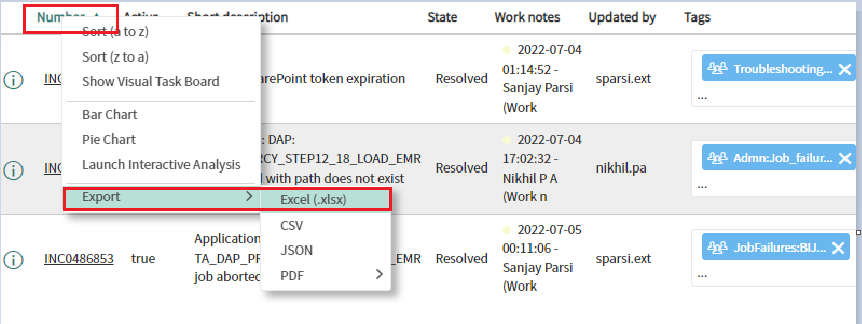 Number Active Short description State Work notes Updated by Tags
Sort (a to z)
Sort (z to a)
Show Visual Task Board
Bar Chart
Pie Chart
Launch Interactive Analysis
Export
Excel (.xlsx)
CSV
JSON
PDF
INC
arePoint token expiration
Resolved
2022-07-04
01:14:52 -
Sanjay Parsi
(Work
sparsi.ext
Troubleshooting...
...
INC
: DAP:
RCY_STEP12_18_LOAD_EMR
d with path does not exist
Resolved
2022-07-04
17:02:32 -
Nikhil P A
(Work n
nikhil.pa
Admn:Job_failur...
...
INC0486853
true
Application
TA_DAP_PR
_EMR
job aborted
Resolved
2022-07-05
00:11:06 -
Sanjay Parsi
(Work
sparsi.ext
JobFailures:BIJ...
...